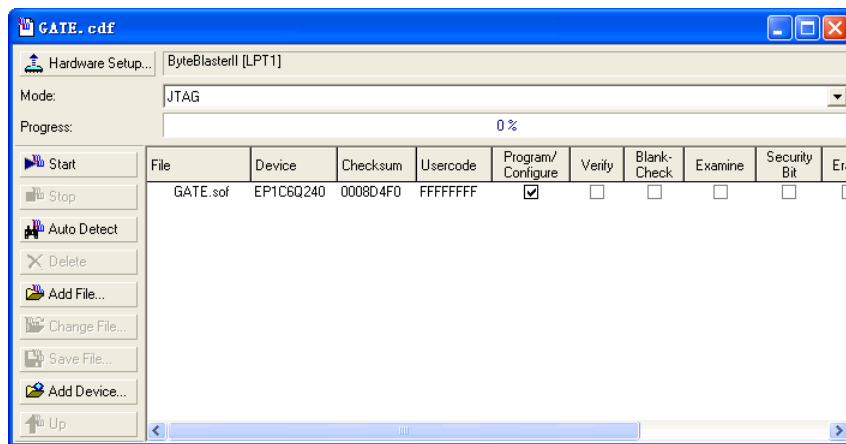 GATE.cdf
Hardware Setup... ByteBlasterII [LPT1]
Mode: JTAG
Progress: 0 %
Start
Stop
Auto Detect
Delete
Add File...
Change File...
Save File...
Add Device...
Up
File Device Checksum Usercode Program/ Configure Verify Blank- Check Examine Security Bit
GATE.sof EP1C6Q240 0008D4F0 FFFFFFFF